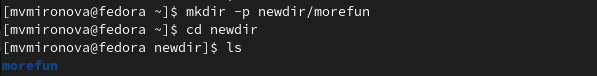 [mvmironova@fedora ~]$ mkdir -p newdir/morefun
[mvmironova@fedora ~]$ cd newdir
[mvmironova@fedora newdir]$ ls
morefun